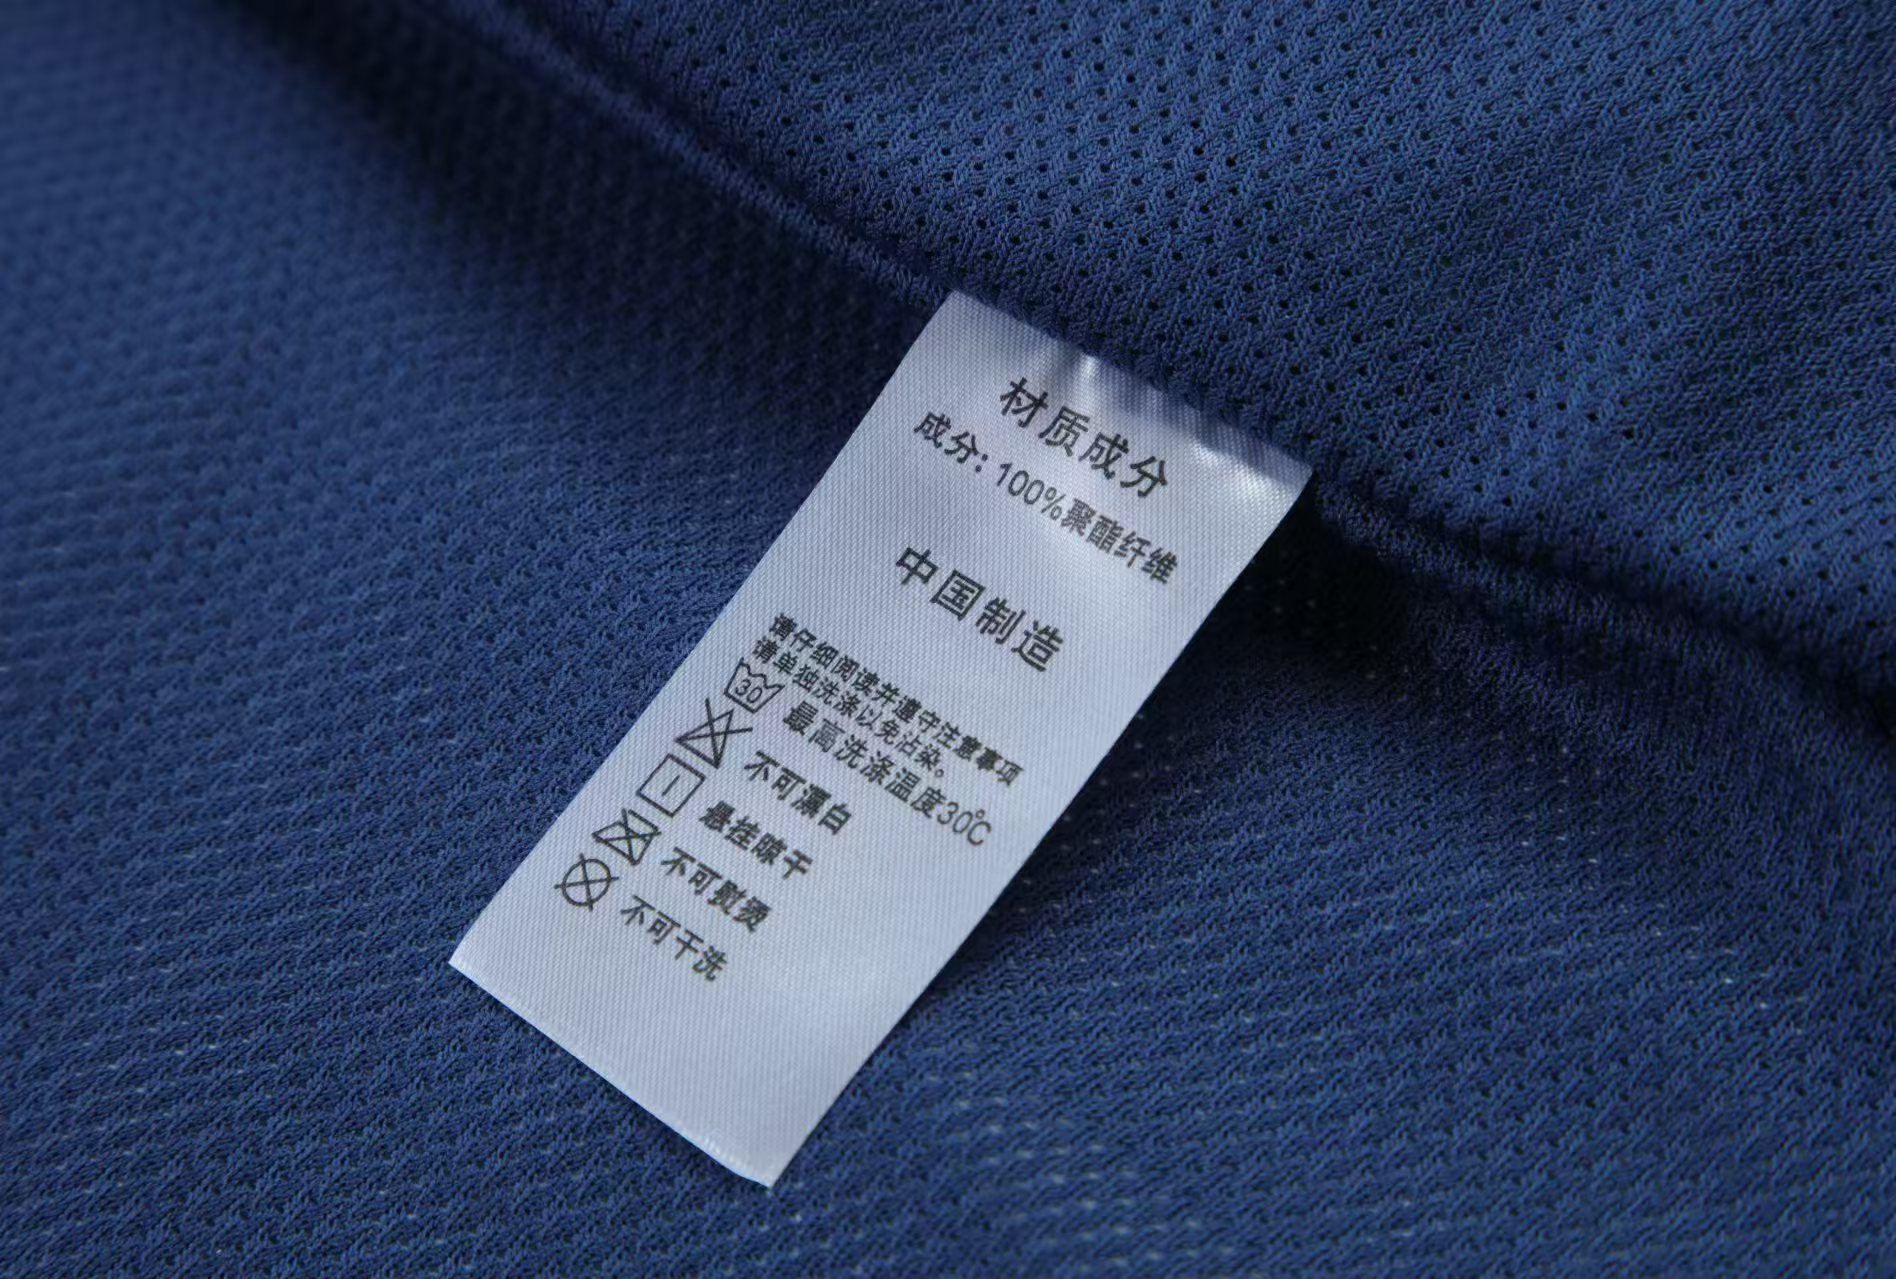 材质成分
成分: 100%聚酯纤维
中国制造
请仔细阅读并遵守注意事项
请单独洗涤以免沾染。
30 最高洗涤温度30℃
不可漂白
悬挂晾干
不可熨烫
不可干洗